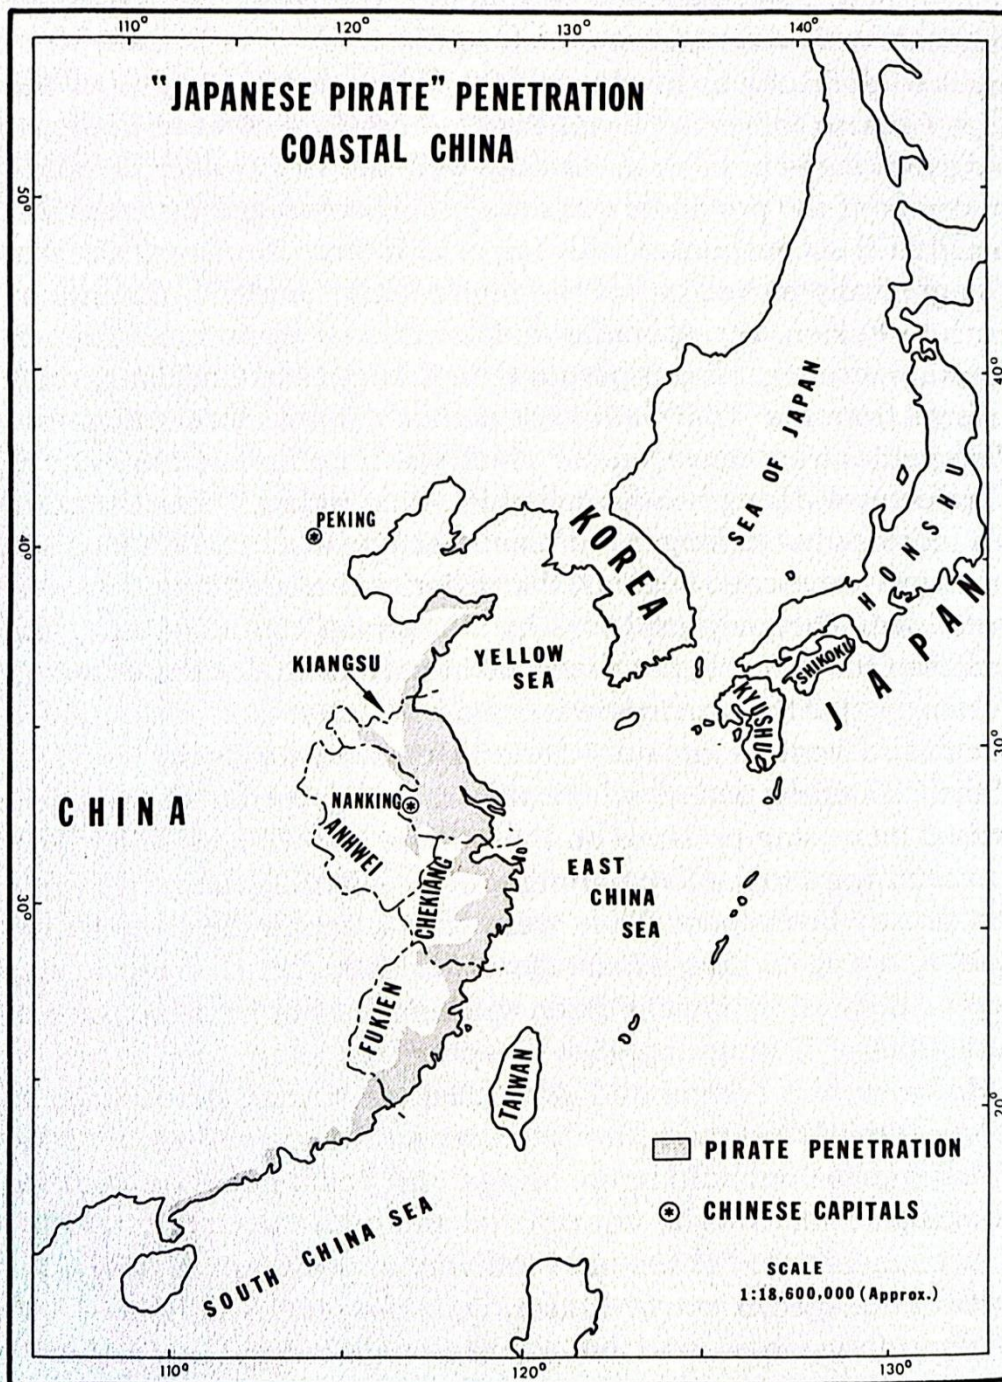 110° 120° 130° 140°
"JAPANESE PIRATE" PENETRATION
COASTAL CHINA
50°
40°
SEA OF JAPAN
HONSHU
PEKING
40°
KOREA
JAPAN
SHIKOKU
KIANGSU
YELLOW
SEA
KYUSHU
30°
CHINA
NANKING
ANHWEI
EAST
CHINA
SEA
CHEKIANG
30°
FUKIEN
TAIWAN
20°
PIRATE PENETRATION
CHINESE CAPITALS
SOUTH CHINA SEA
SCALE
1:18,600,000 (Approx.)
110° 120° 130°